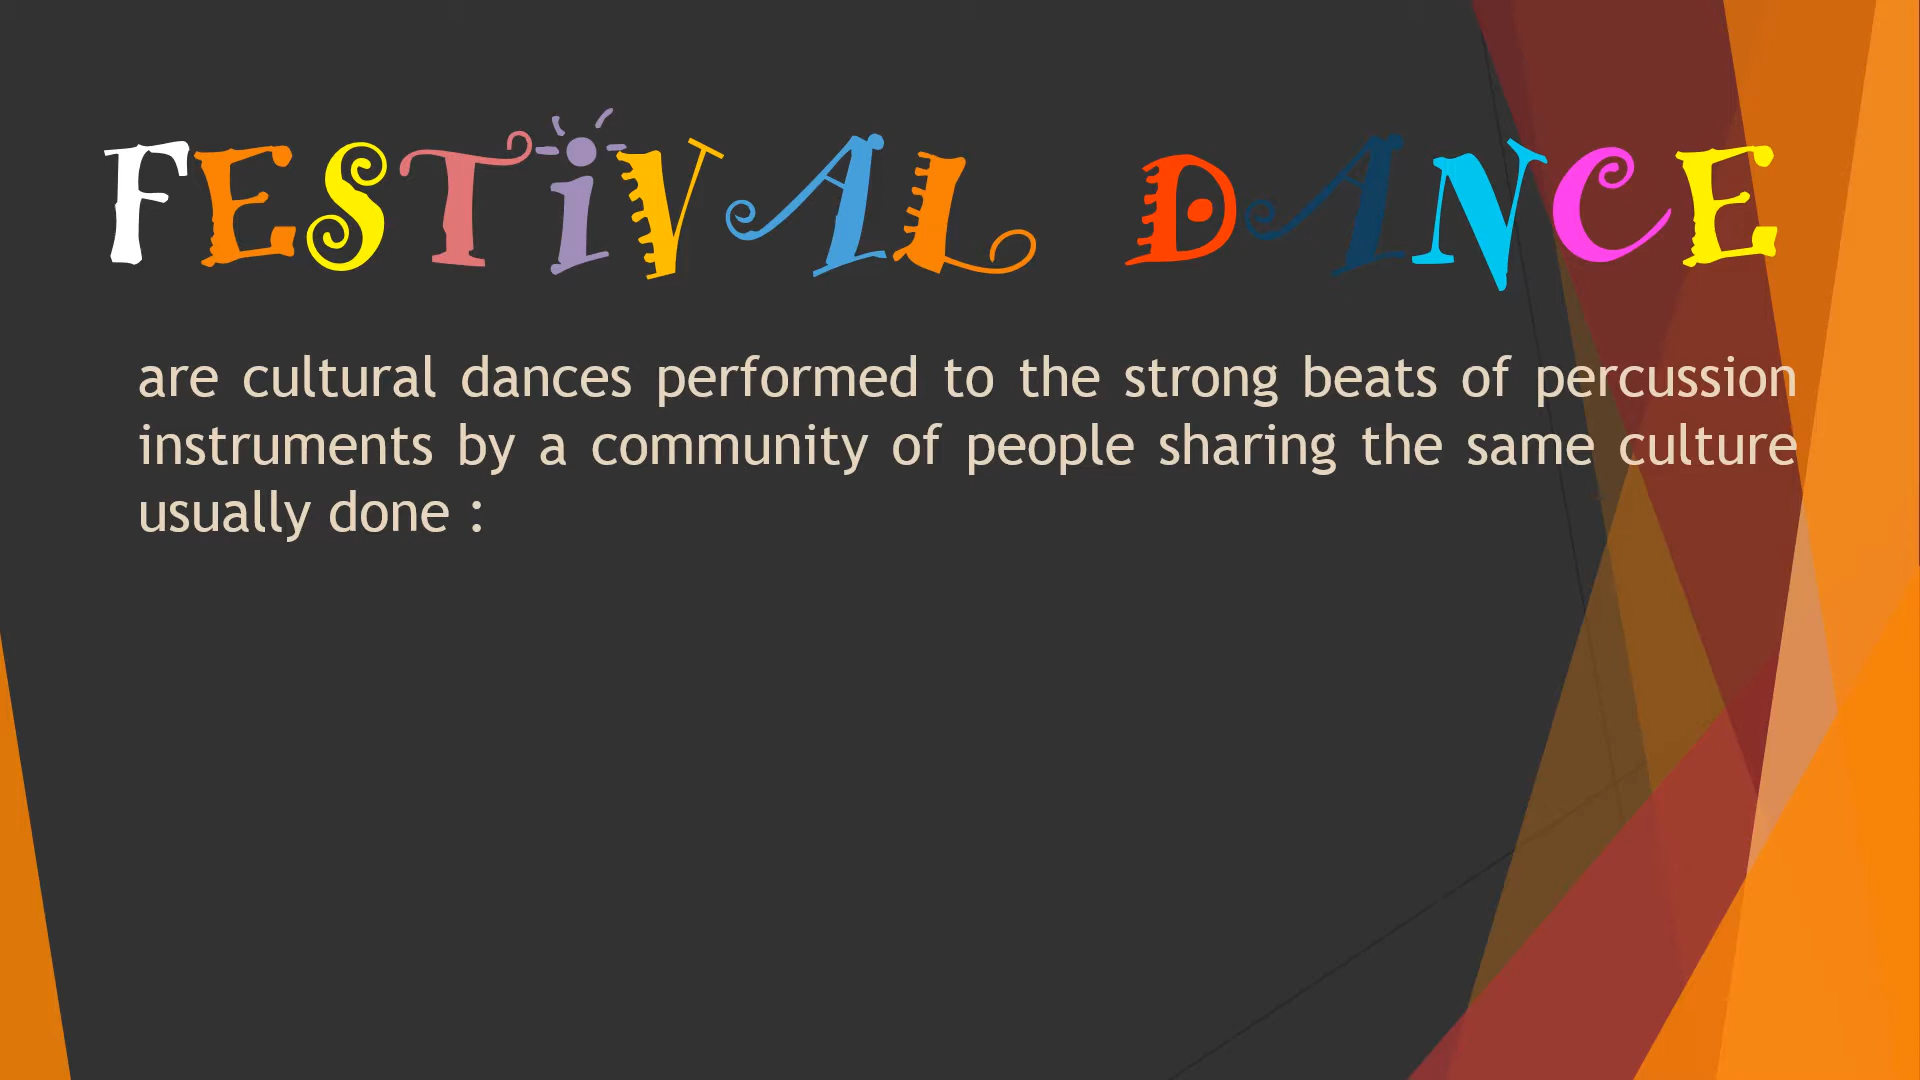 FESTiVAL DANCE
are cultural dances performed to the strong beats of percussion
instruments by a community of people sharing the same culture
usually done :